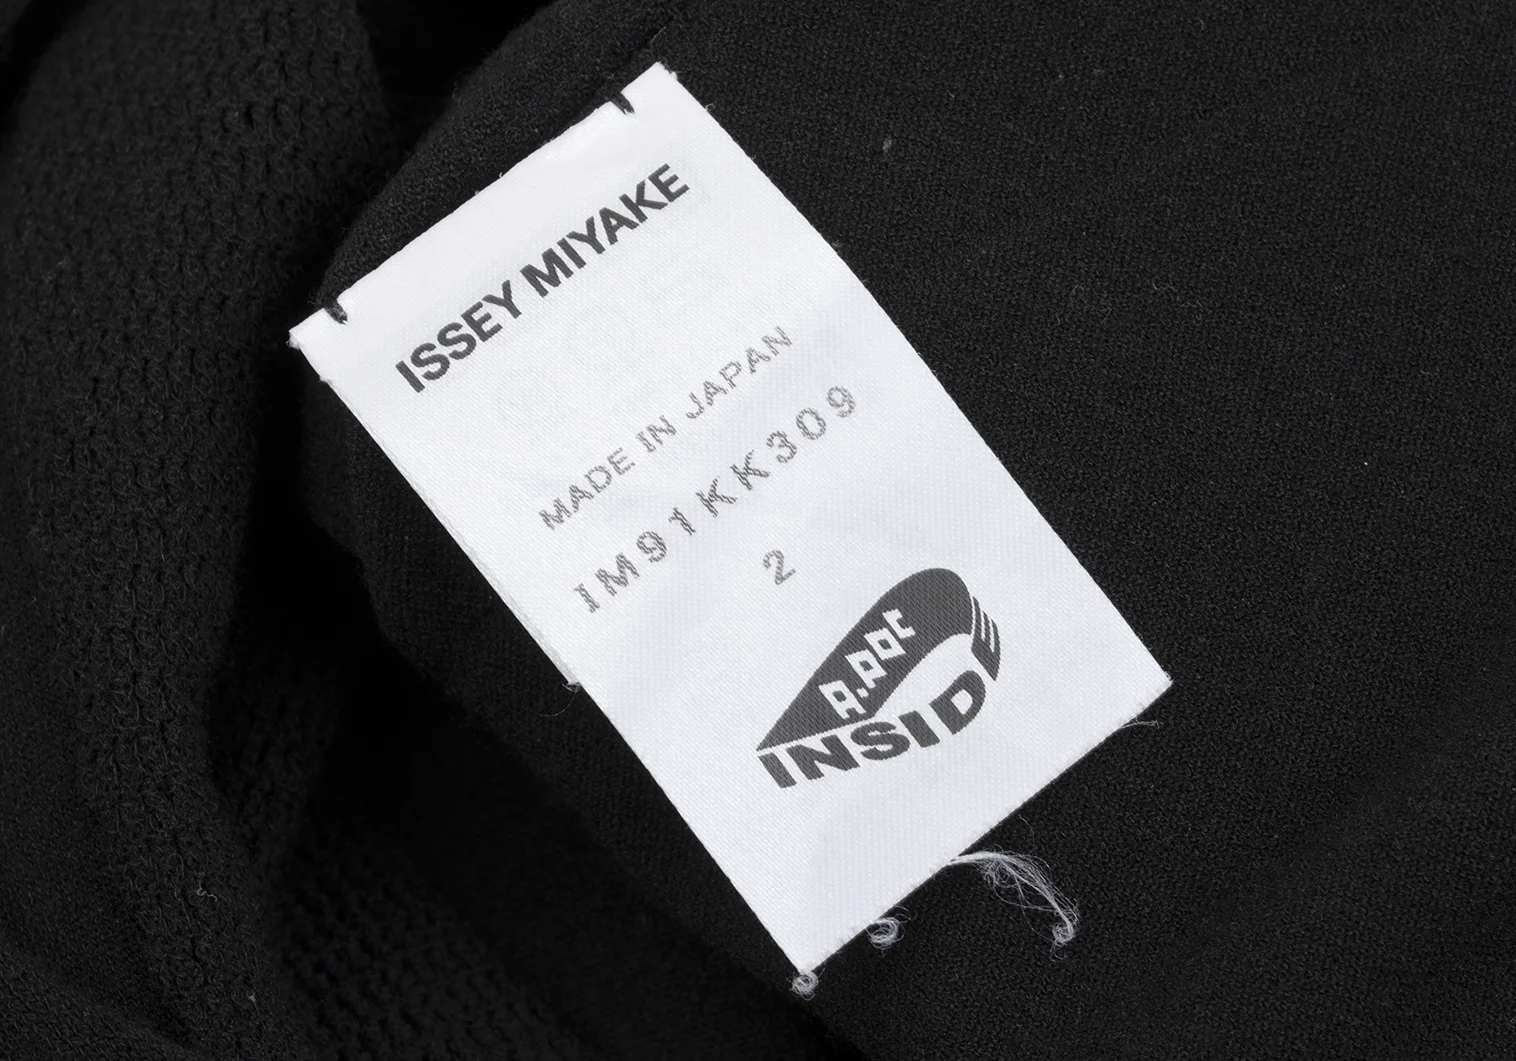 ISSEY MIYAKE
MADE IN JAPAN
IM91KK309
2
A.POC
INSIDE